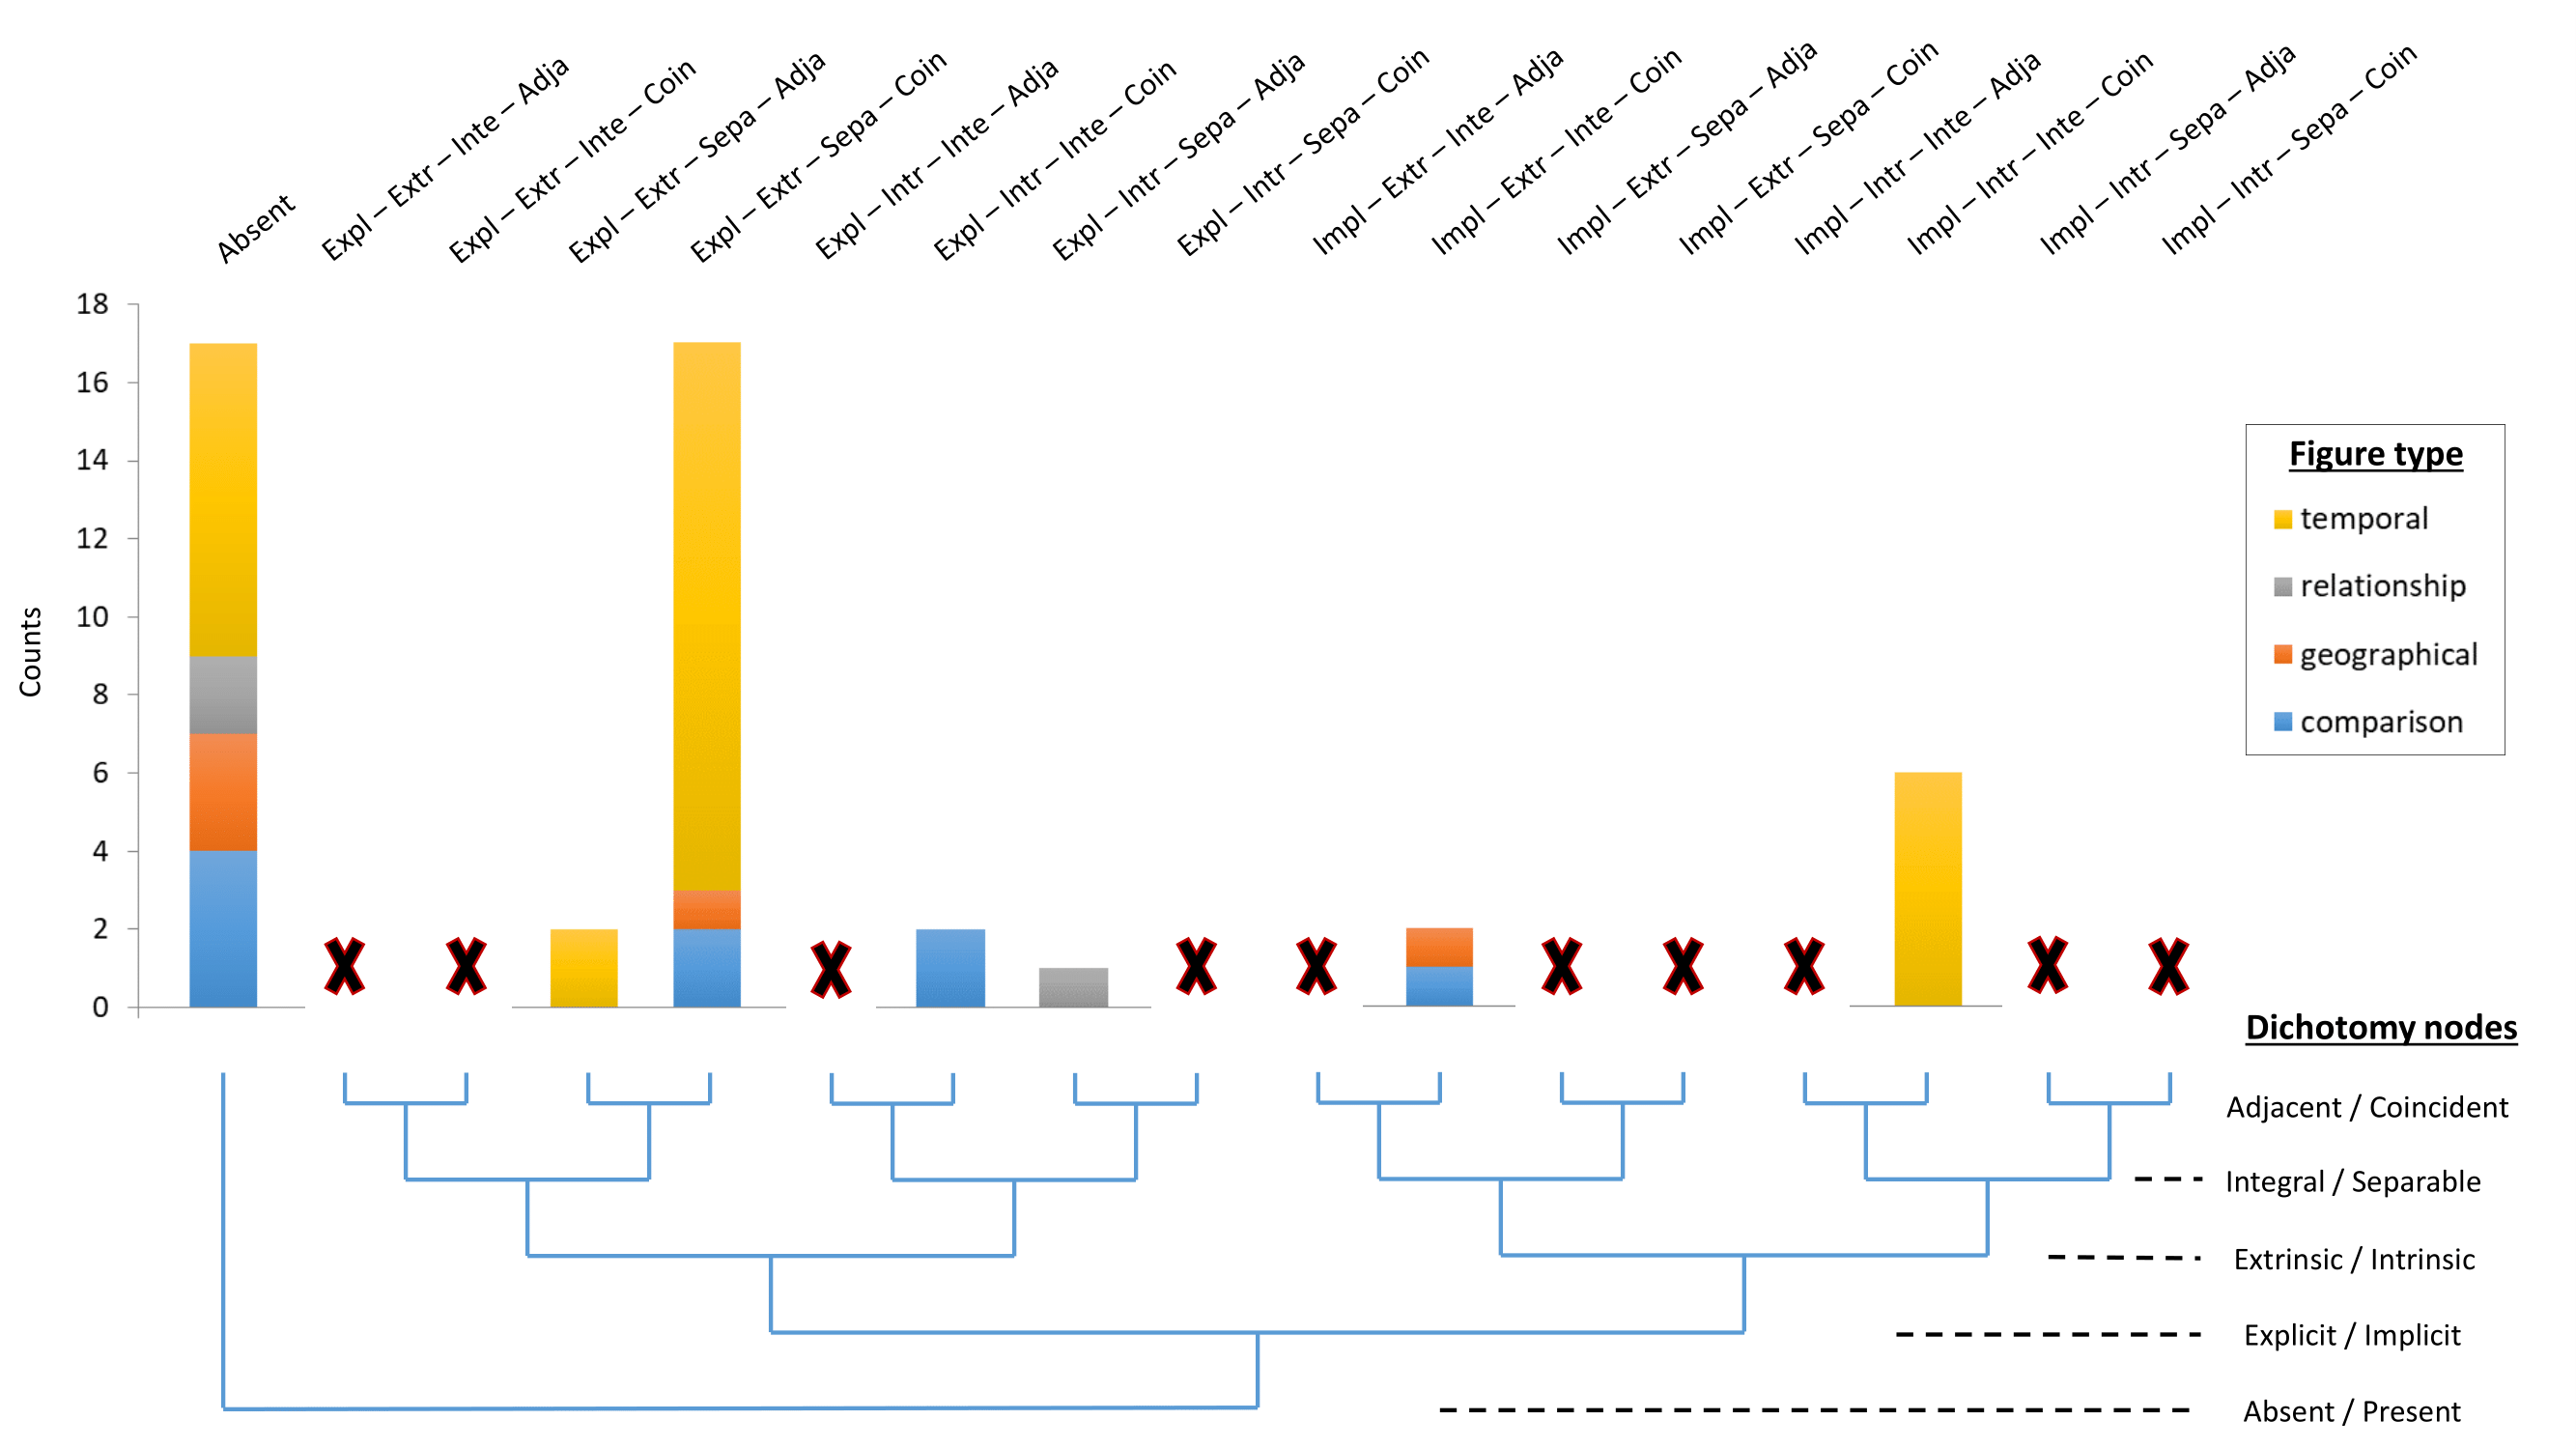 Absent
Expl – Extr – Inte – Adja
Expl – Extr – Inte – Coin
Expl – Extr – Sepa – Adja
Expl – Extr – Sepa – Coin
Expl – Intr – Inte – Adja
Expl – Intr – Inte – Coin
Expl – Intr – Sepa – Adja
Expl – Intr – Sepa – Coin
Impl – Extr – Inte – Adja
Impl – Extr – Inte – Coin
Impl – Extr – Sepa – Adja
Impl – Extr – Sepa – Coin
Impl – Intr – Inte – Adja
Impl – Intr – Inte – Coin
Impl – Intr – Sepa – Adja
Impl – Intr – Sepa – Coin
Counts
18
16
14
12
10
8
6
4
2
0
Figure type
temporal
relationship
geographical
comparison
Dichotomy nodes
Adjacent / Coincident
Integral / Separable
Extrinsic / Intrinsic
Explicit / Implicit
Absent / Present